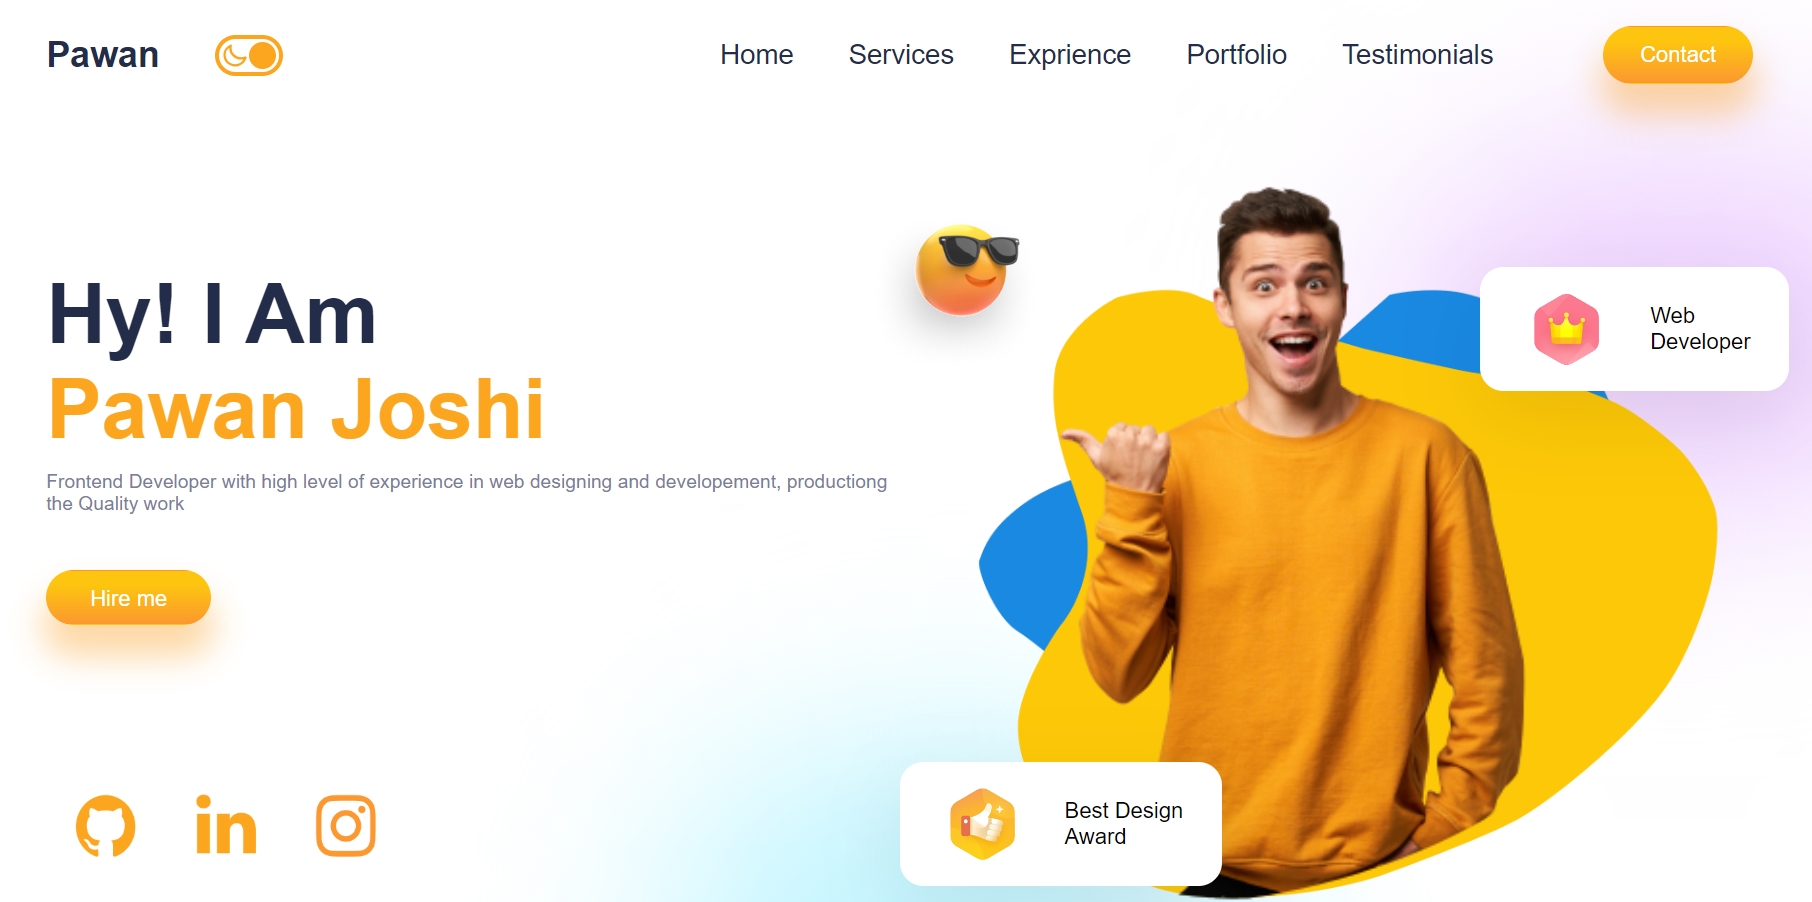 Pawan
Home Services Exprience Portfolio Testimonials
Contact
Hy! I Am
Pawan Joshi
Frontend Developer with high level of experience in web designing and developement, productiong
the Quality work
Hire me
in
Web
Developer
Best Design
Award